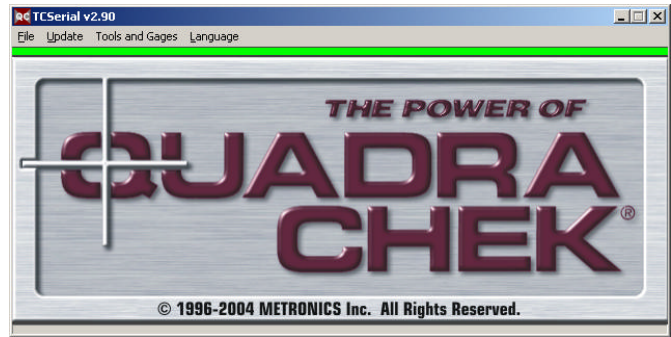 QC TCSerial v2.90
File Update Tools and Gages Language
THE POWER OF
QUADRA
CHEK®
© 1996-2004 METRONICS Inc. All Rights Reserved.